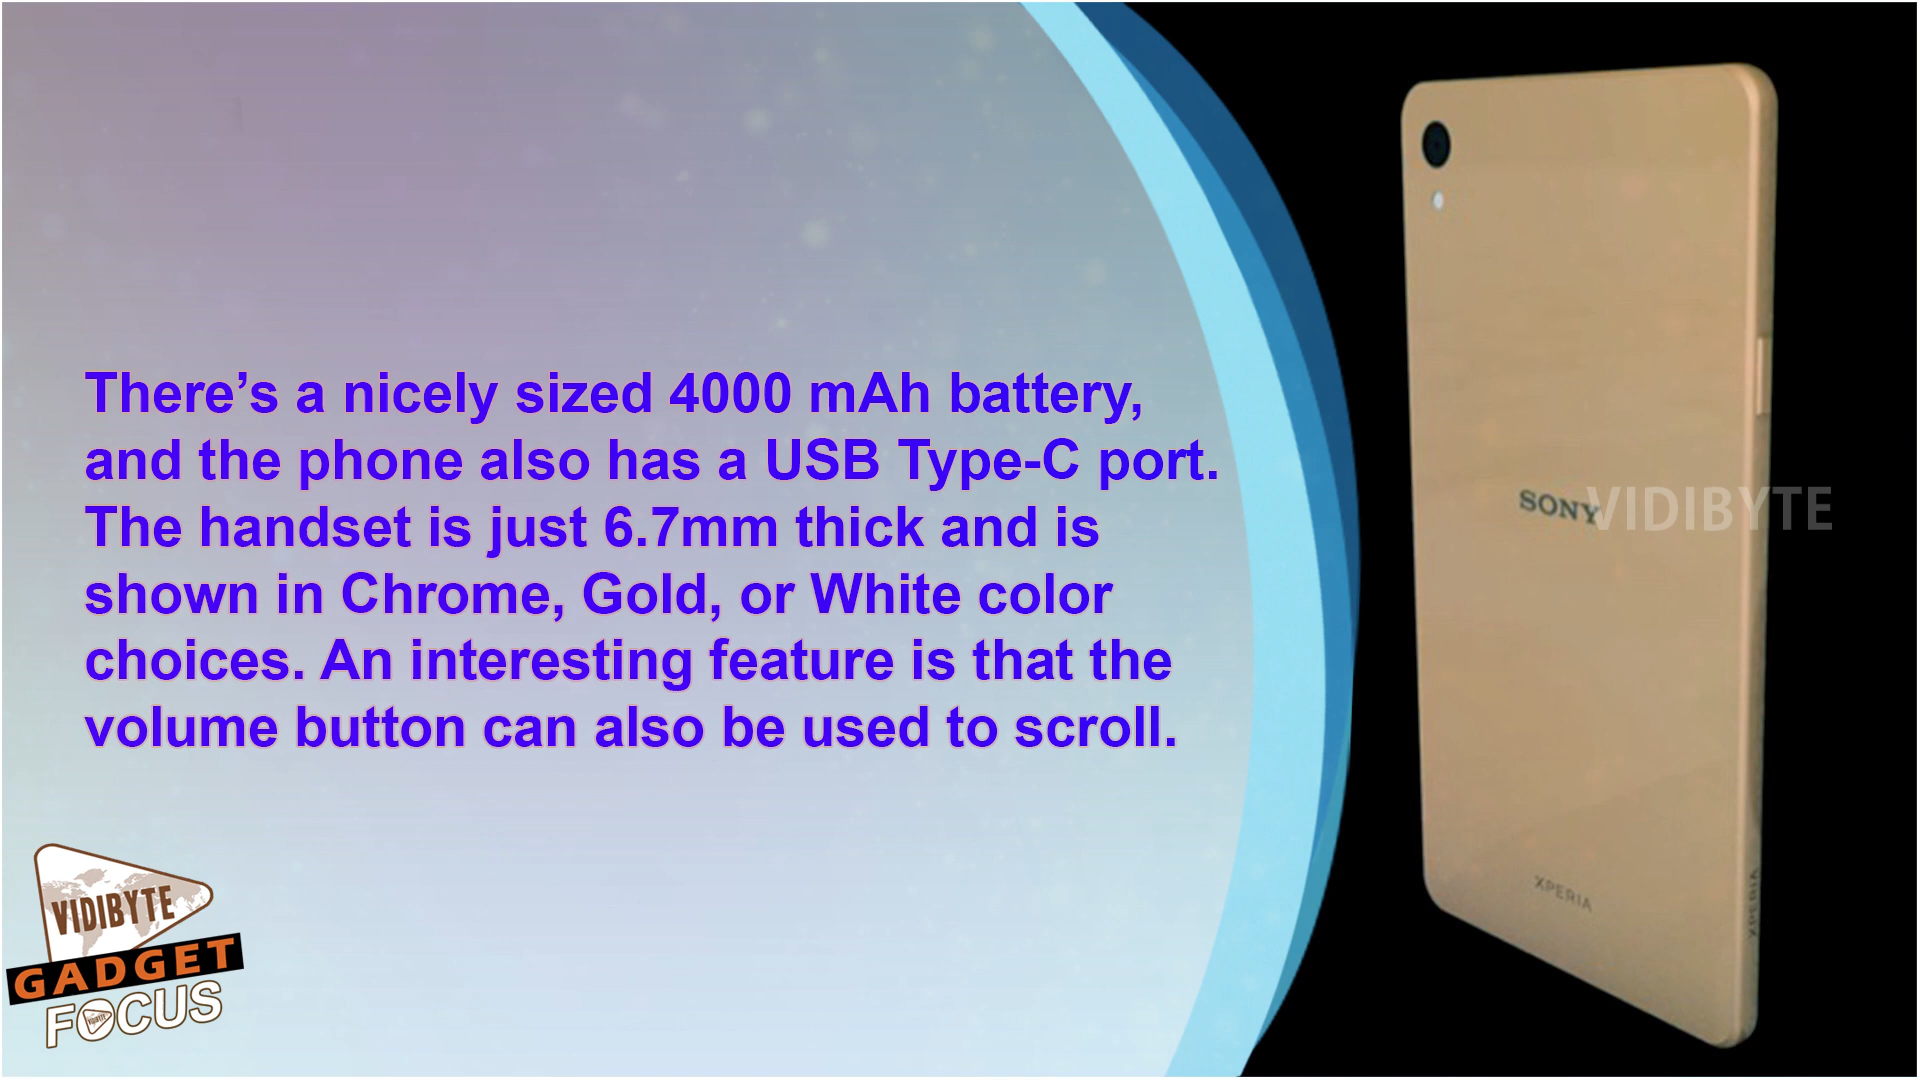 There’s a nicely sized 4000 mAh battery,
and the phone also has a USB Type-C port.
The handset is just 6.7mm thick and is
shown in Chrome, Gold, or White color
choices. An interesting feature is that the
volume button can also be used to scroll.
SONY
VIDIBYTE
XPERIA
XPERIA
VIDIBYTE
GADGET
FOCUS
VIDIBYTE